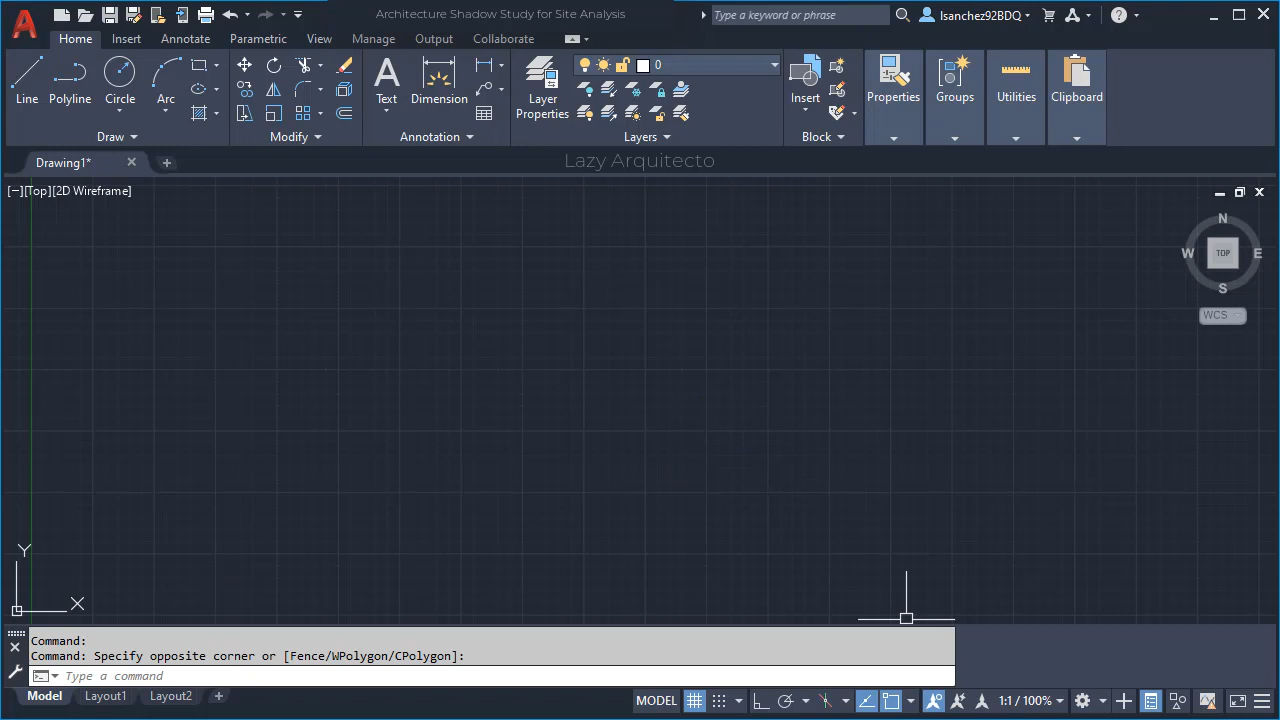 Architecture Shadow Study for Site Analysis
Type a keyword or phrase
lsanchez92BDQ
Home Insert Annotate Parametric View Manage Output Collaborate
Line Polyline Circle Arc
Text Dimension
Layer Properties
0
Insert
Properties Groups Utilities Clipboard
Draw Modify Annotation Layers Block
Drawing1*
Lazy Arquitecto
[−][Top][2D Wireframe]
N
W TOP E
S
WCS
Y
X
Command:
Command: Specify opposite corner or [Fence/WPolygon/CPolygon]:
Type a command
Model Layout1 Layout2 +
MODEL 1:1 / 100%